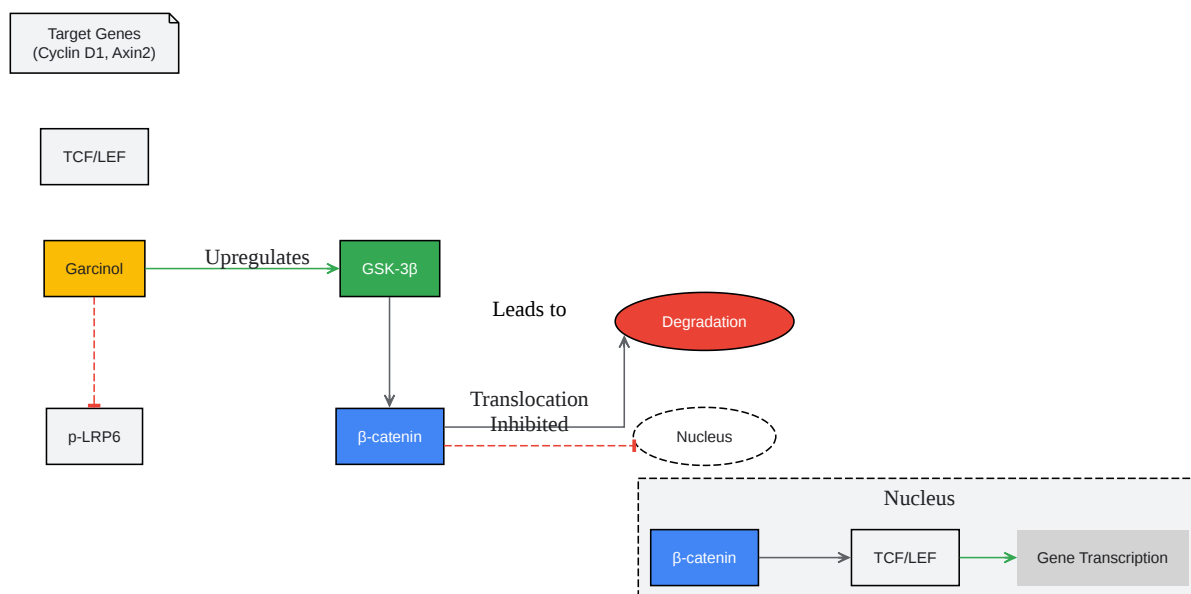 Target Genes
(Cyclin D1, Axin2)
TCF/LEF
Garcinol
Upregulates
GSK-3β
Leads to
Degradation
Translocation
Inhibited
p-LRP6
β-catenin
Nucleus
Nucleus
β-catenin
TCF/LEF
Gene Transcription